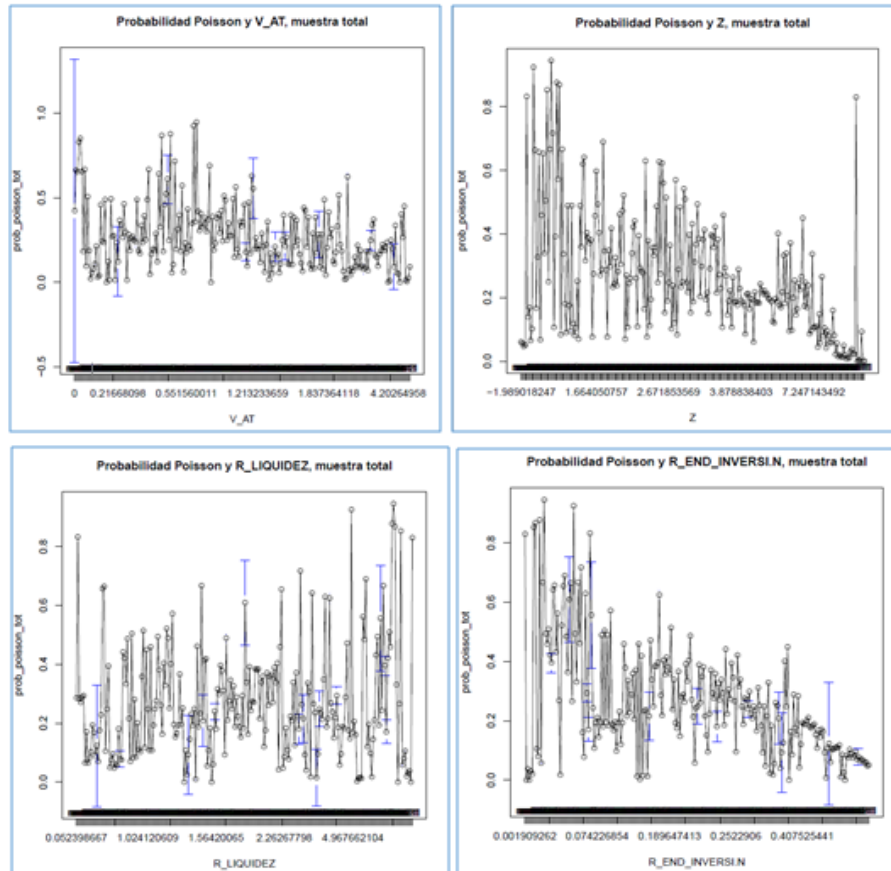 Probabilidad Poisson y V_AT, muestra total
prob_poisson_tot
1.0
0.5
0.0
−0.5
0 0.21668098 0.551560011 1.213233659 1.837364118 4.20264958
V_AT
Probabilidad Poisson y Z, muestra total
prob_poisson_tot
0.8
0.6
0.4
0.2
0.0
−1.989018247 1.664050757 2.671853569 3.878838403 7.247143492
Z
Probabilidad Poisson y R_LIQUIDEZ, muestra total
prob_poisson_tot
0.8
0.6
0.4
0.2
0.0
0.052398667 1.024120609 1.56420065 2.26267798 4.967662104
R_LIQUIDEZ
Probabilidad Poisson y R_END_INVERSI.N, muestra total
prob_poisson_tot
0.8
0.6
0.4
0.2
0.0
0.001909262 0.074226854 0.189647413 0.2522906 0.407525441
R_END_INVERSI.N